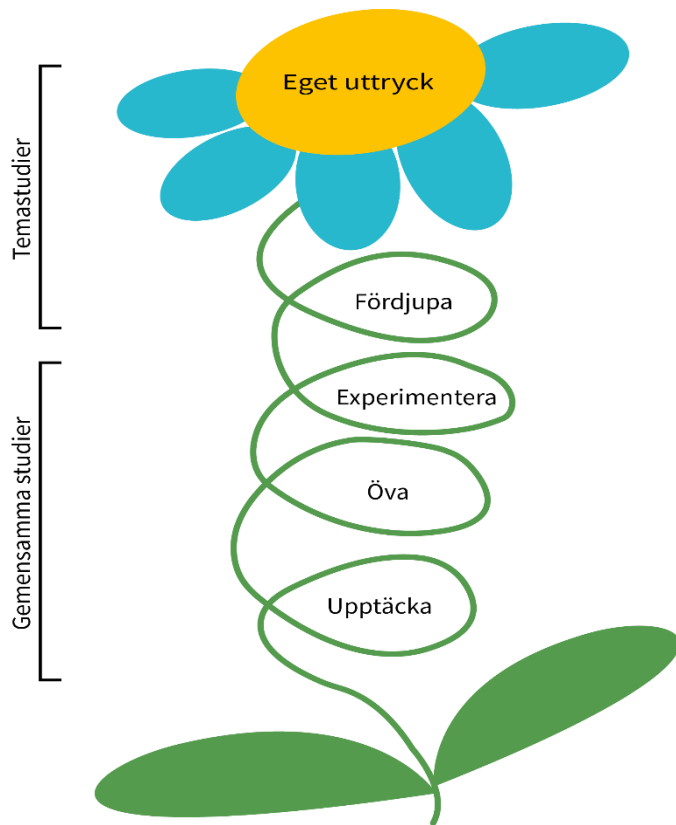 Eget uttryck
Temastudier
Fördjupa
Experimentera
Öva
Gemensamma studier
Upptäcka